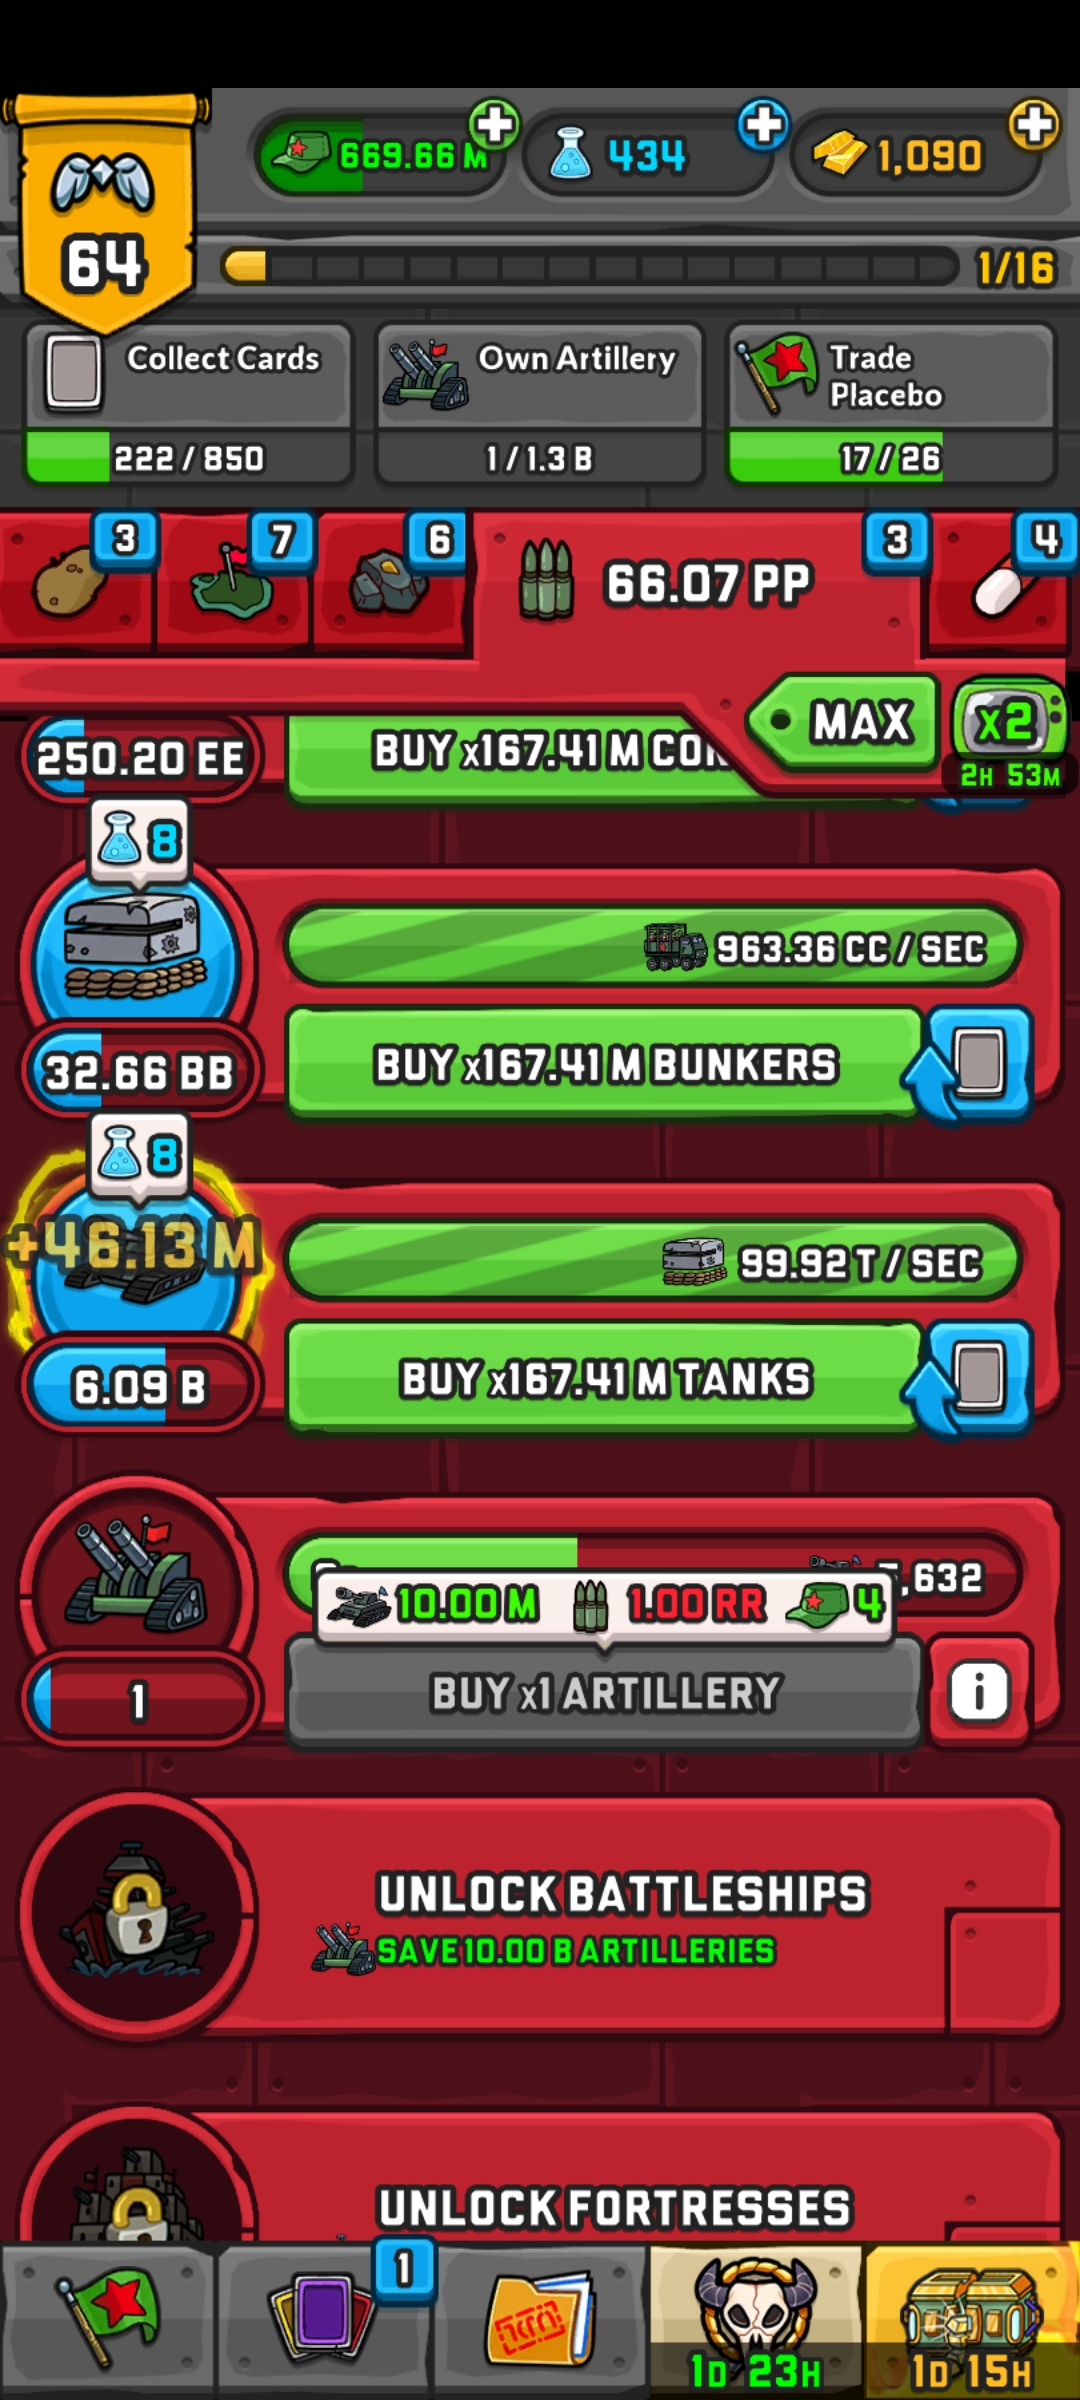 669.66 M
434
1,090
64
1/16
Collect Cards
222 / 850
Own Artillery
1 / 1.3 B
Trade
Placebo
17 / 26
3
7
6
66.07 PP
3
4
MAX
x2
2H 53M
250.20 EE
BUY x167.41 M
8
963.36 CC / SEC
BUY x167.41 M BUNKERS
32.66 BB
8
+46.13 M
99.92 T / SEC
BUY x167.41 M TANKS
6.09 B
,632
10.00 M
1.00 RR
4
BUY x1 ARTILLERY
i
1
UNLOCK BATTLESHIPS
SAVE 10.00 B ARTILLERIES
UNLOCK FORTRESSES
1
1D 23H
1D 15H